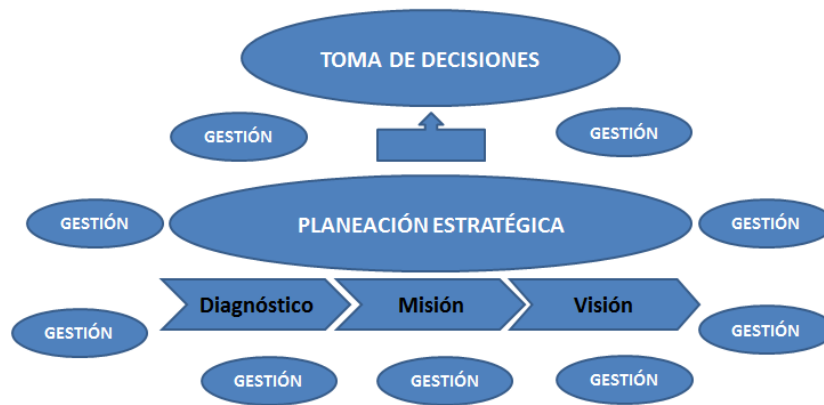 TOMA DE DECISIONES
GESTIÓN
GESTIÓN
GESTIÓN
PLANEACIÓN ESTRATÉGICA
GESTIÓN
Diagnóstico
Misión
Visión
GESTIÓN
GESTIÓN
GESTIÓN
GESTIÓN
GESTIÓN